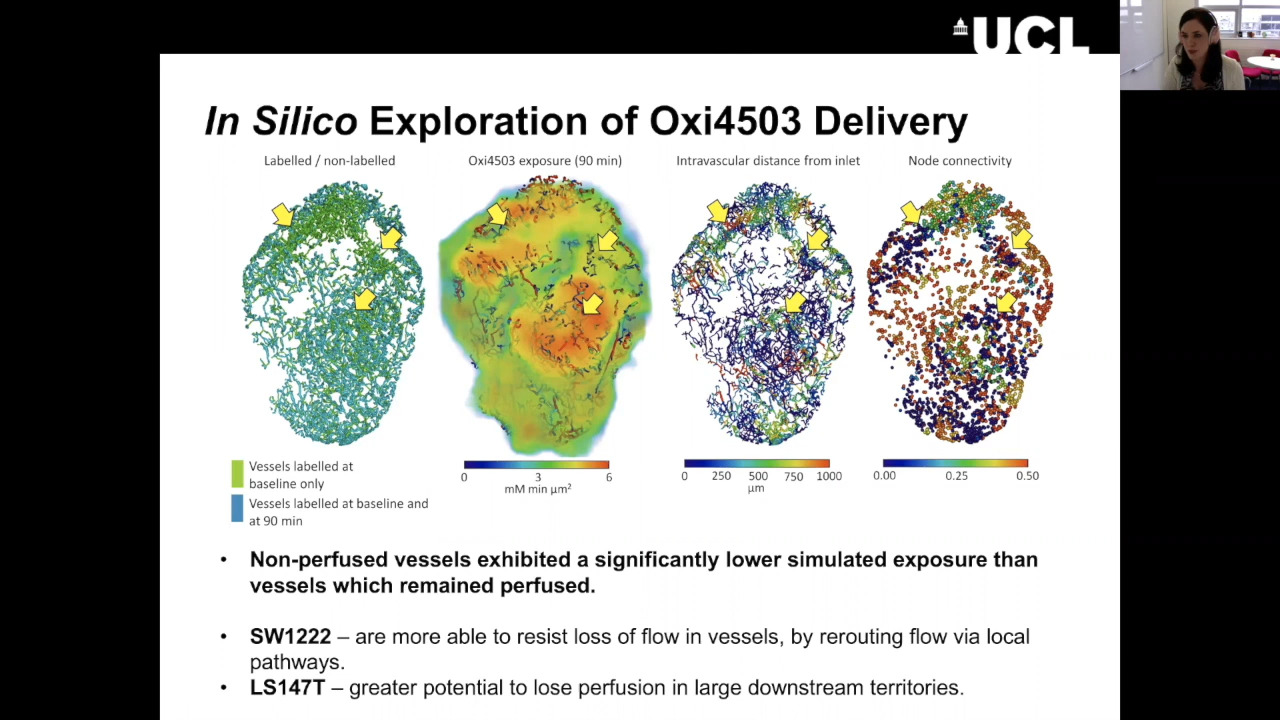 UCL
In Silico Exploration of Oxi4503 Delivery
Labelled / non-labelled
Oxi4503 exposure (90 min)
Intravascular distance from inlet
Node connectivity
0
3
6
mM min µm²
0
250
500
750
1000
µm
0.00
0.25
0.50
Vessels labelled at
baseline only
Vessels labelled at baseline and
at 90 min
• Non-perfused vessels exhibited a significantly lower simulated exposure than
vessels which remained perfused.
• SW1222 – are more able to resist loss of flow in vessels, by rerouting flow via local
pathways.
• LS147T – greater potential to lose perfusion in large downstream territories.